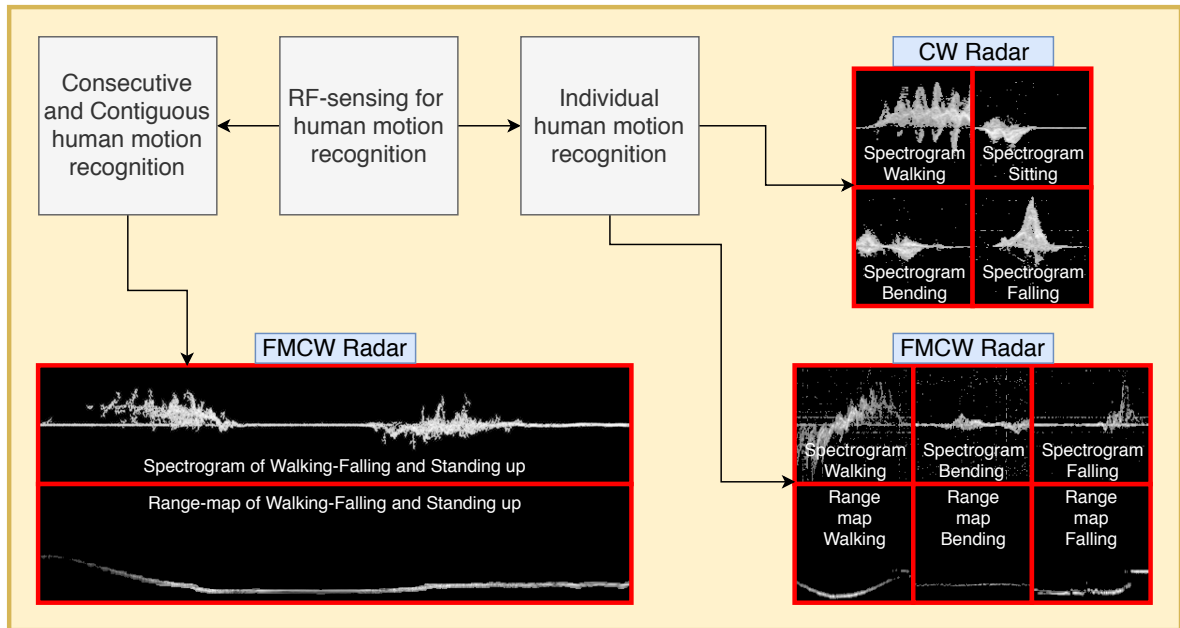 Consecutive
and Contiguous
human motion
recognition
RF-sensing for
human motion
recognition
Individual
human motion
recognition
CW Radar
Spectrogram
Walking
Spectrogram
Sitting
Spectrogram
Bending
Spectrogram
Falling
FMCW Radar
Spectrogram of Walking-Falling and Standing up
Range-map of Walking-Falling and Standing up
FMCW Radar
Spectrogram
Walking
Spectrogram
Bending
Spectrogram
Falling
Range
map
Walking
Range
map
Bending
Range
map
Falling